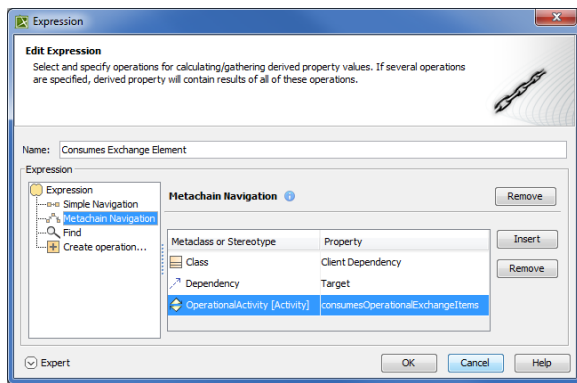 Expression
Edit Expression
Select and specify operations for calculating/gathering derived property values. If several operations
are specified, derived property will contain results of all of these operations.
Name: Consumes Exchange Element
Expression
Expression
Simple Navigation
Metachain Navigation
Find
Create operation...
Metachain Navigation
Remove
Metaclass or Stereotype Property
Class Client Dependency
Dependency Target
OperationalActivity [Activity] consumesOperationalExchangeItems
Insert
Remove
Expert
OK Cancel Help